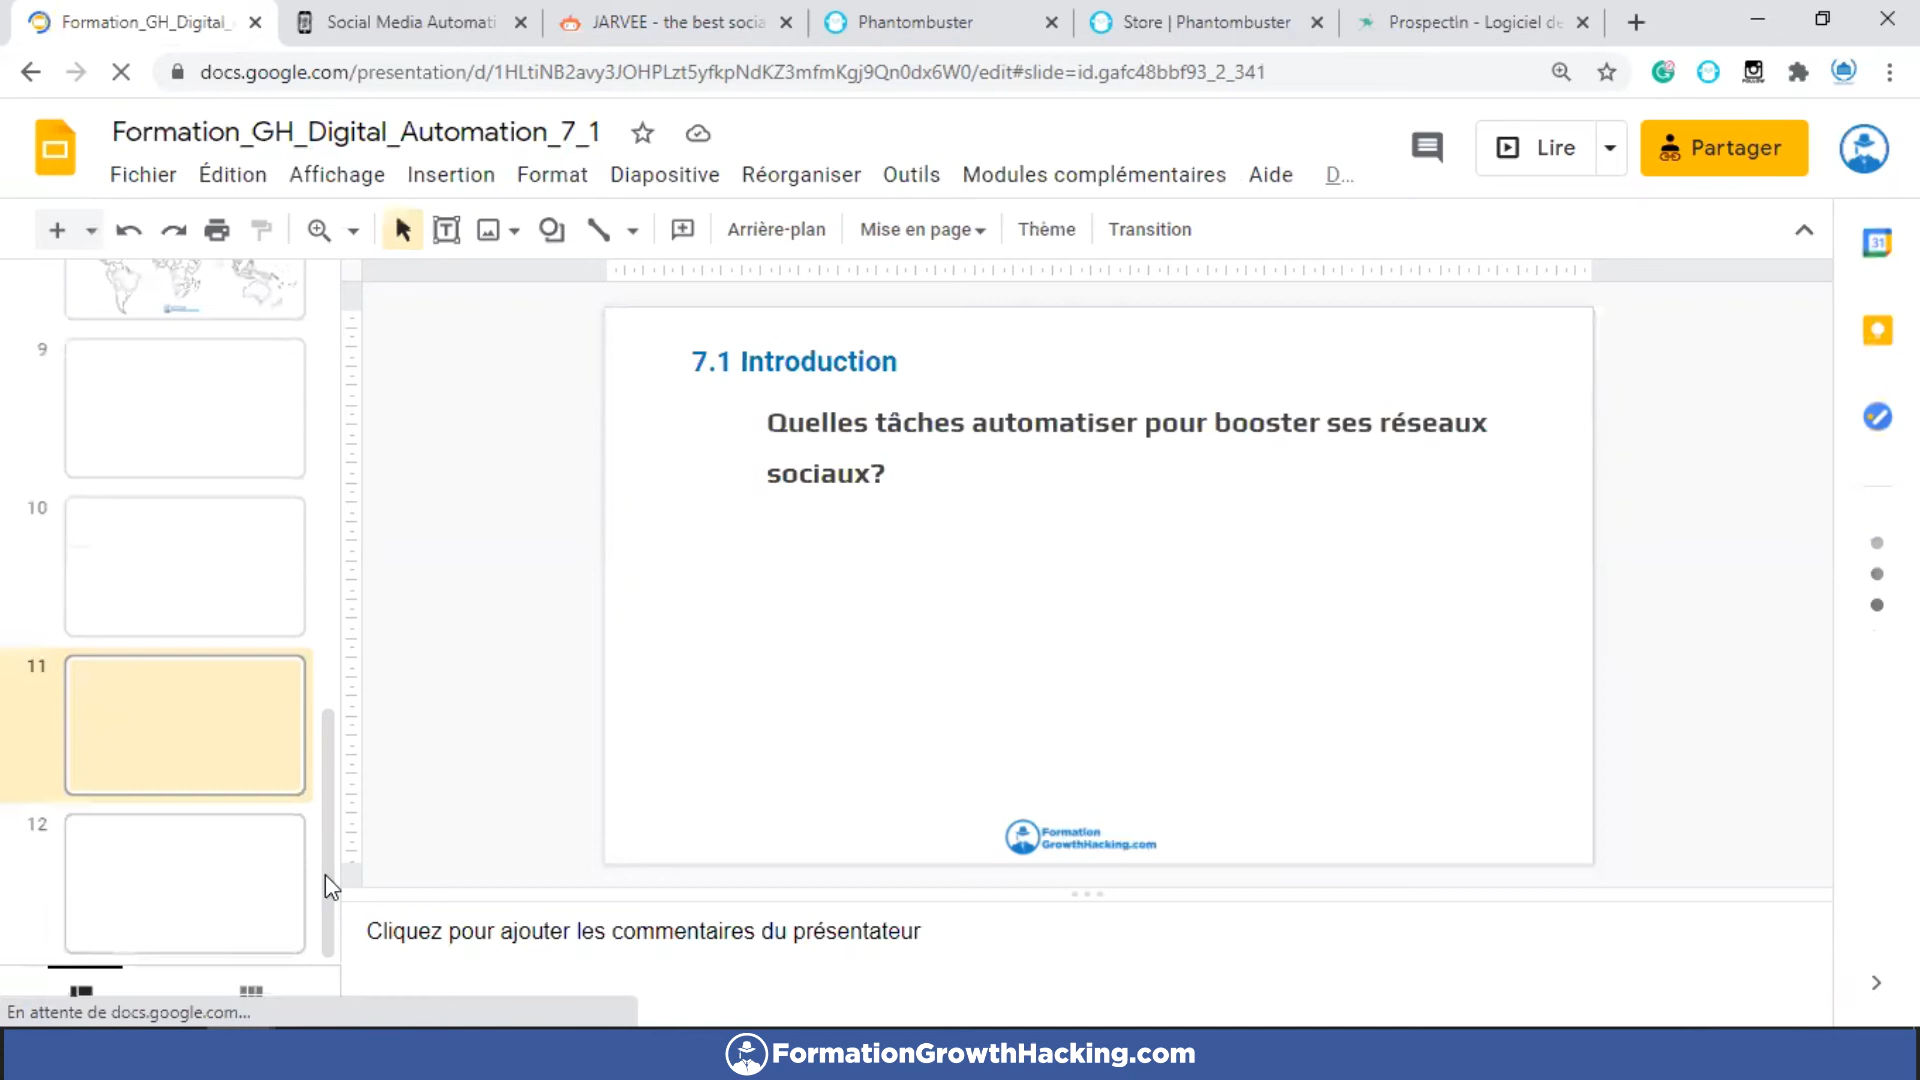 Formation_GH_Digital_
Social Media Automati
JARVEE - the best socia
Phantombuster
Store | Phantombuster
ProspectIn - Logiciel de
docs.google.com/presentation/d/1HLtiNB2avy3JOHPLzt5yfkpNdKZ3mfmKgj9Qn0dx6W0/edit#slide=id.gafc48bbf93_2_341
Formation_GH_Digital_Automation_7_1
Lire
Partager
Fichier Édition Affichage Insertion Format Diapositive Réorganiser Outils Modules complémentaires Aide D...
Arrière-plan Mise en page Thème Transition
31
9
10
11
12
7.1 Introduction
Quelles tâches automatiser pour booster ses réseaux
sociaux?
Formation
GrowthHacking.com
Cliquez pour ajouter les commentaires du présentateur
En attente de docs.google.com...
FormationGrowthHacking.com